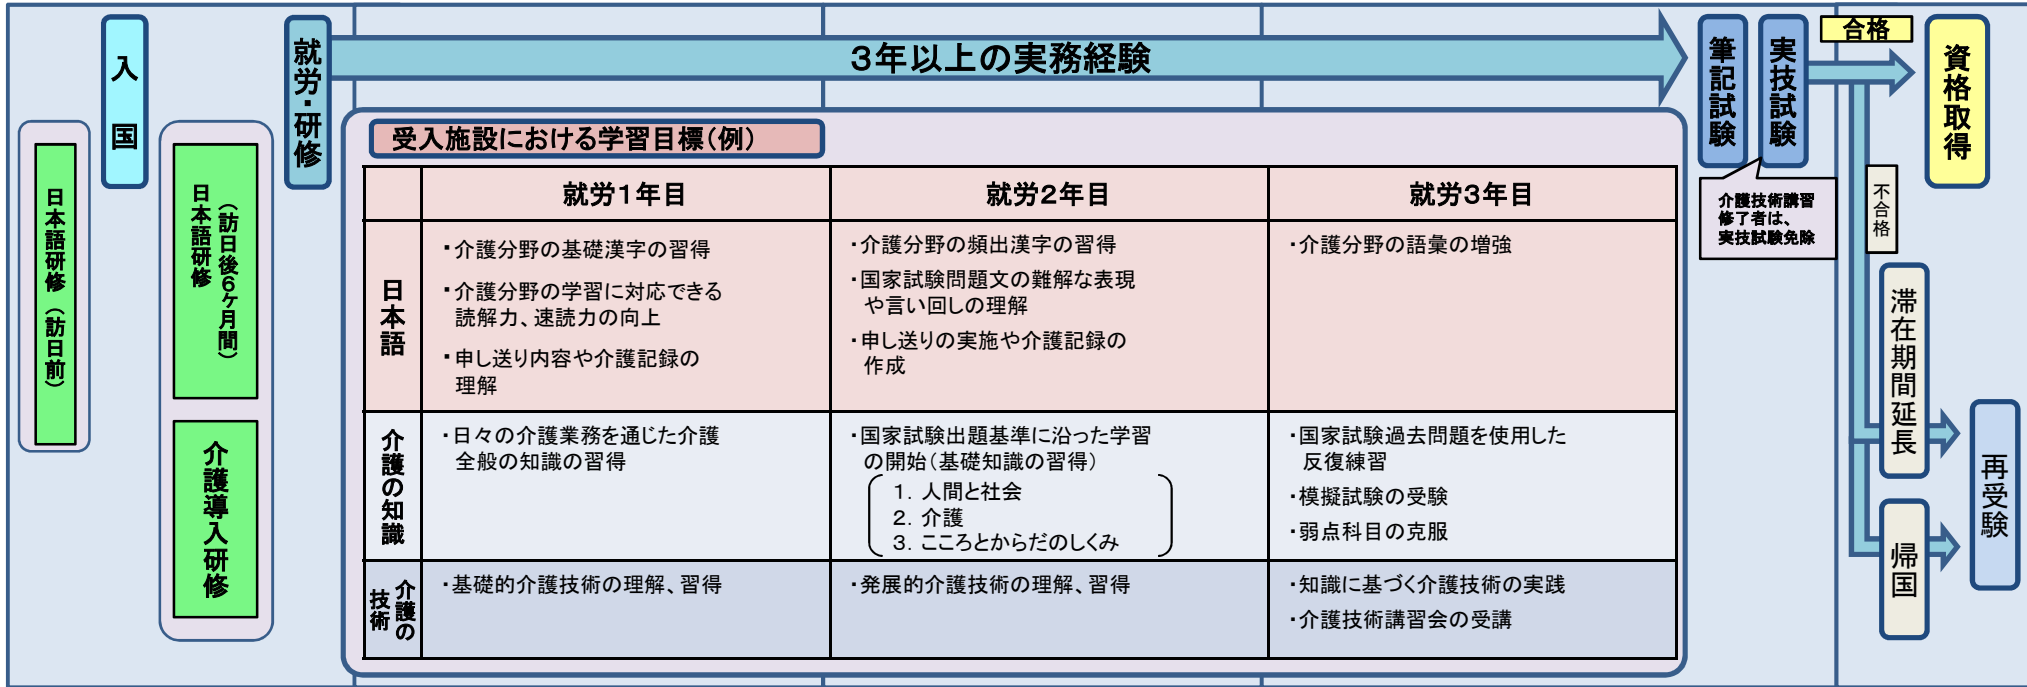 日本語研修（訪日前）
入国
日本語研修
（訪日後6ヶ月間）
介護導入研修
就労・研修
3年以上の実務経験
受入施設における学習目標（例）
就労1年目
就労2年目
就労3年目
日本語
・介護分野の基礎漢字の習得
・介護分野の学習に対応できる
読解力、速読力の向上
・申し送り内容や介護記録の
理解
・介護分野の頻出漢字の習得
・国家試験問題文の難解な表現
や言い回しの理解
・申し送りの実施や介護記録の
作成
・介護分野の語彙の増強
介護の知識
・日々の介護業務を通じた介護
全般の知識の習得
・国家試験出題基準に沿った学習
の開始（基礎知識の習得）
1．人間と社会
2．介護
3．こころとからだのしくみ
・国家試験過去問題を使用した
反復練習
・模擬試験の受験
・弱点科目の克服
介護の
技術
・基礎的介護技術の理解、習得
・発展的介護技術の理解、習得
・知識に基づく介護技術の実践
・介護技術講習会の受講
筆記試験
実技試験
介護技術講習
修了者は、
実技試験免除
合格
資格取得
不合格
滞在期間延長
帰国
再受験